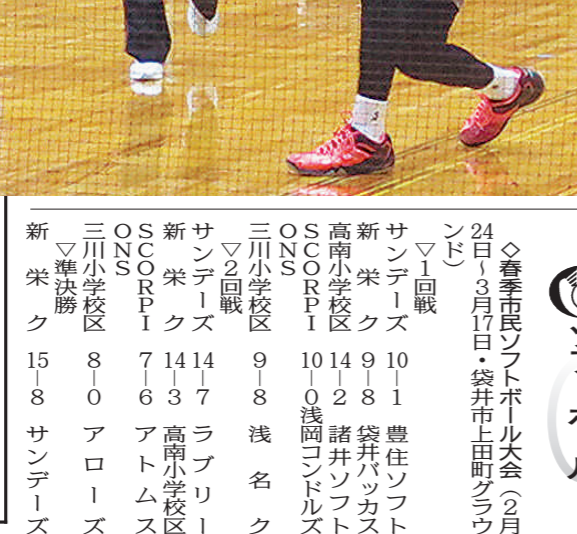 ◇春季市民ソフトボール大会（２月
24日～３月17日・袋井市上田町グラウ
ンド）
▽１回戦
サンデーズ 10―1 豊住ソフト
新栄ク 9―8 袋井バッカス
高南小学校区 14―2 諸井ソフト
ＳＣＯＲＰＩ 10―0 浅岡コンドルズ
ＯＮＳ
三川小学校区 9―8 浅名ク
▽２回戦
サンデーズ 14―7 ラブリー
新栄ク 14―3 高南小学校区
ＳＣＯＲＰＩ 7―6 アトムス
ＯＮＳ
三川小学校区 8―0 アローズ
▽準決勝
新栄ク 15―8 サンデーズ